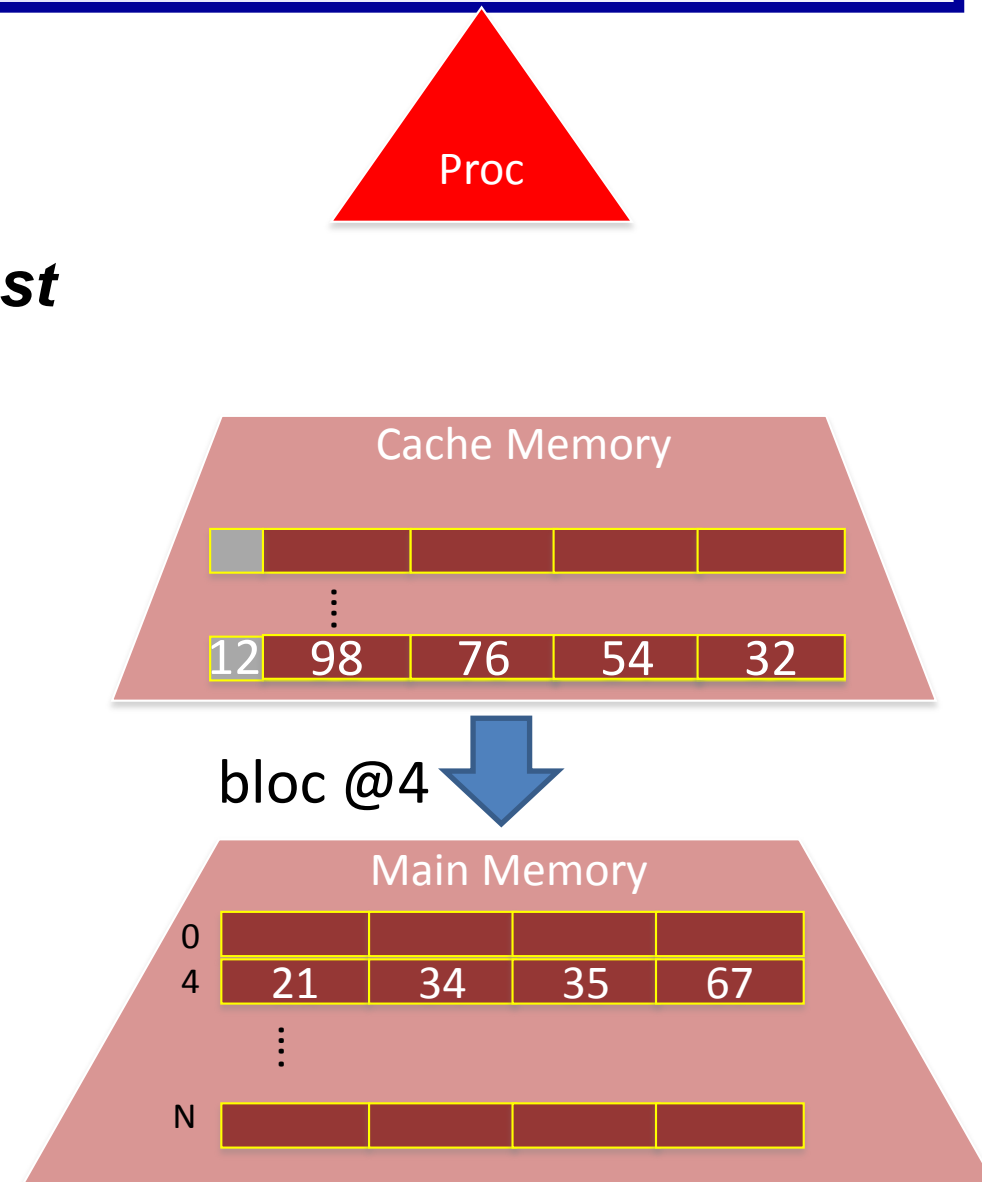 Proc
st
Cache Memory
....
12 98 76 54 32
bloc @4
Main Memory
0
4 21 34 35 67
....
N